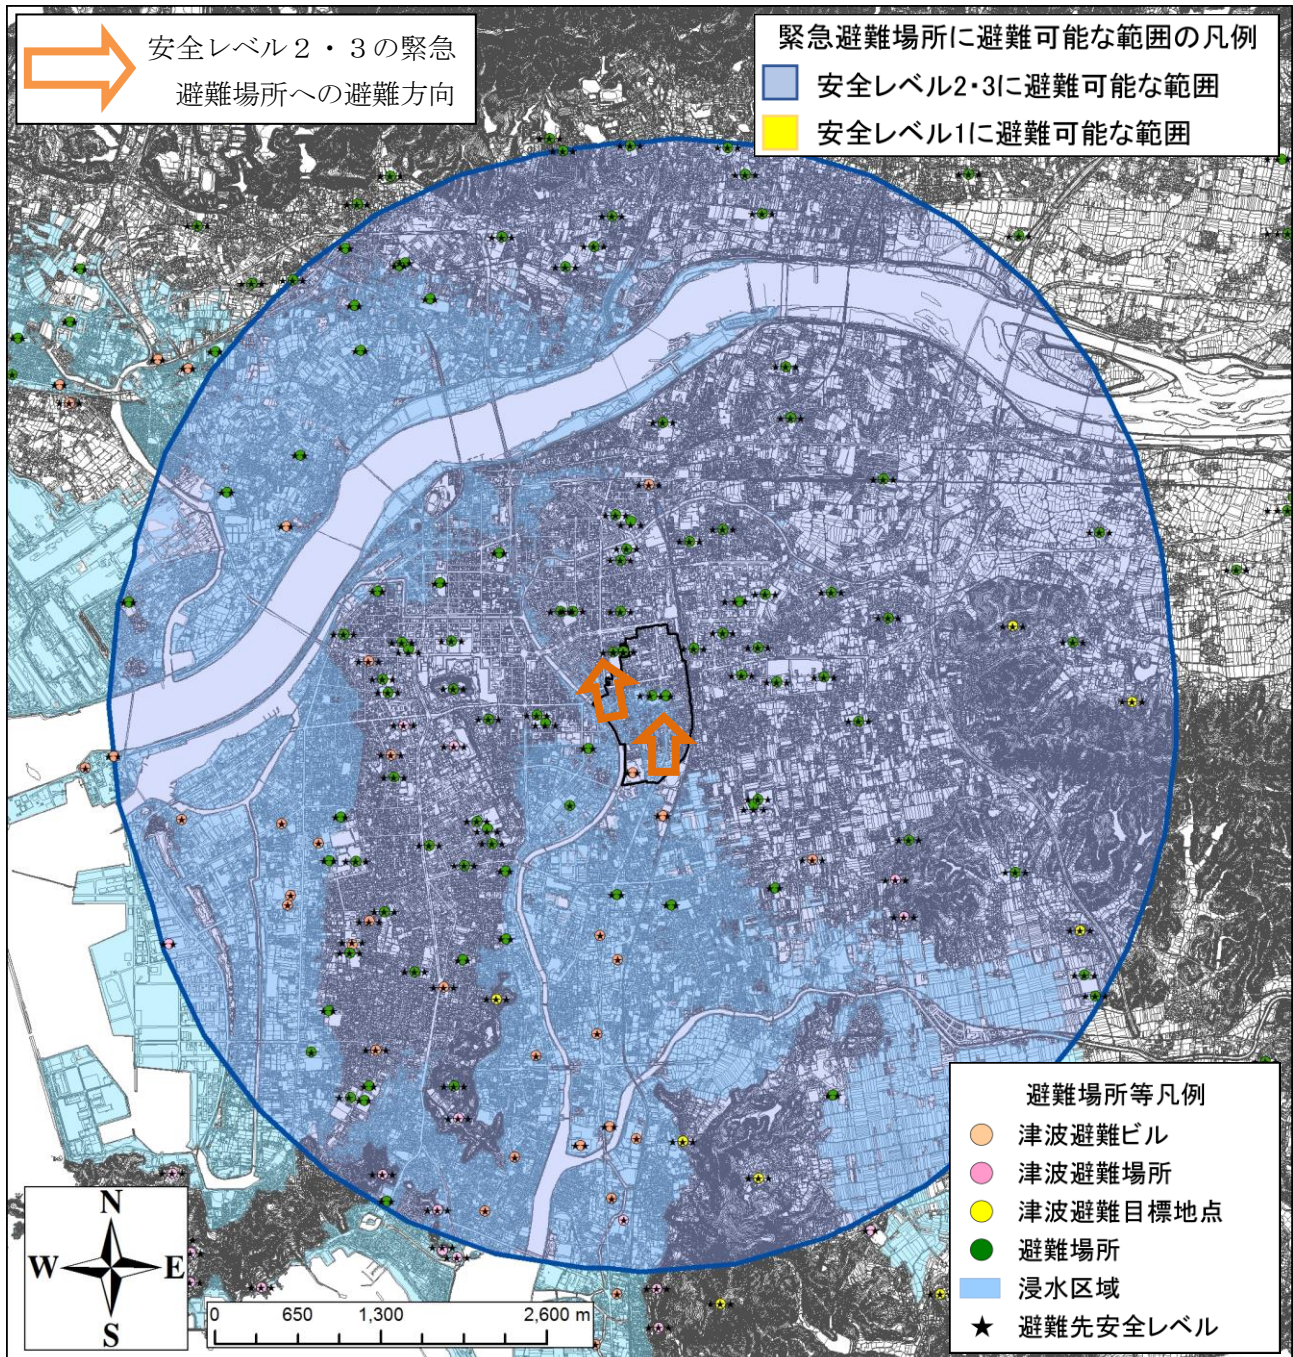 安全レベル２・３の緊急
避難場所への避難方向
緊急避難場所に避難可能な範囲の凡例
安全レベル2・3に避難可能な範囲
安全レベル1に避難可能な範囲
避難場所等凡例
津波避難ビル
津波避難場所
津波避難目標地点
避難場所
浸水区域
★ 避難先安全レベル
N
W E
S
0 650 1,300 2,600 m